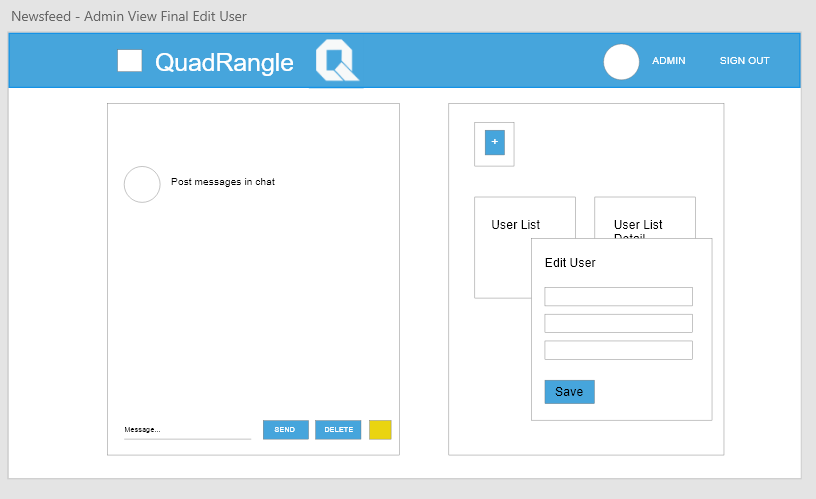 Newsfeed - Admin View Final Edit User
QuadRangle
ADMIN
SIGN OUT
+
Post messages in chat
User List
User List
Detail
Edit User
Save
Message...
SEND
DELETE